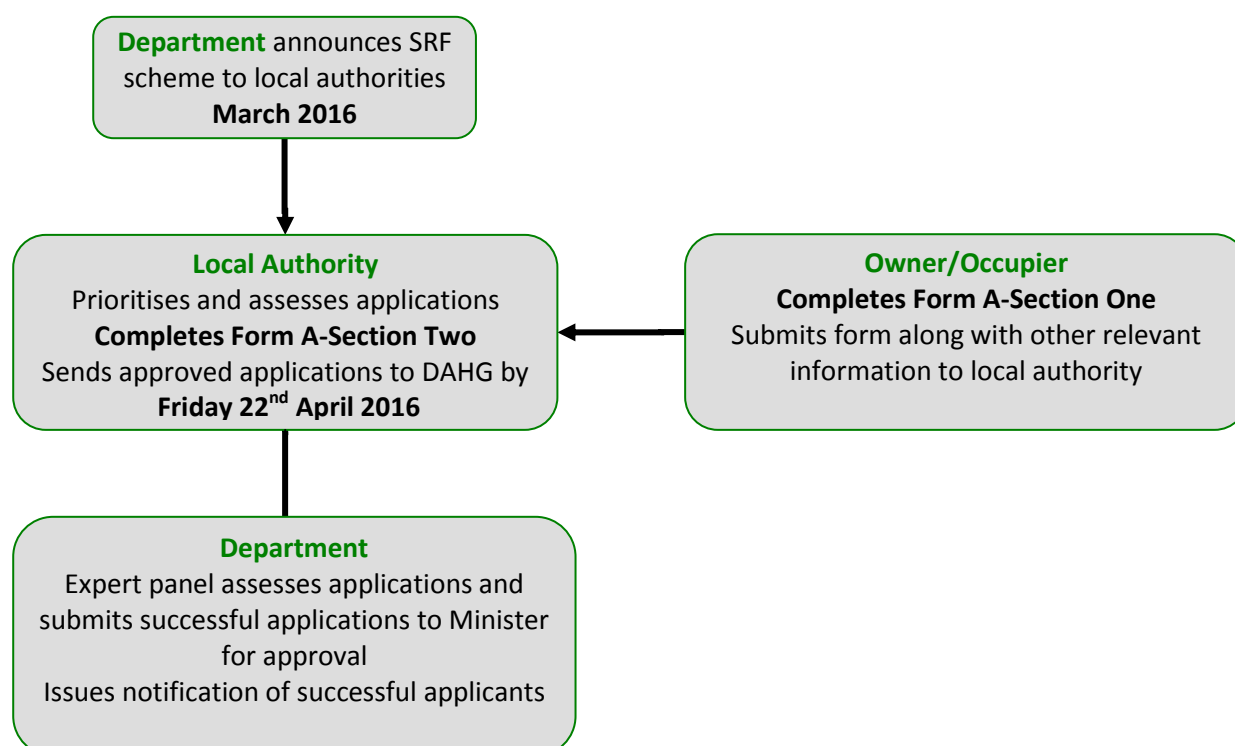 Department announces SRF
scheme to local authorities
March 2016
Local Authority
Prioritises and assesses applications
Completes Form A-Section Two
Sends approved applications to DAHG by
Friday 22nd April 2016
Owner/Occupier
Completes Form A-Section One
Submits form along with other relevant
information to local authority
Department
Expert panel assesses applications and
submits successful applications to Minister
for approval
Issues notification of successful applicants